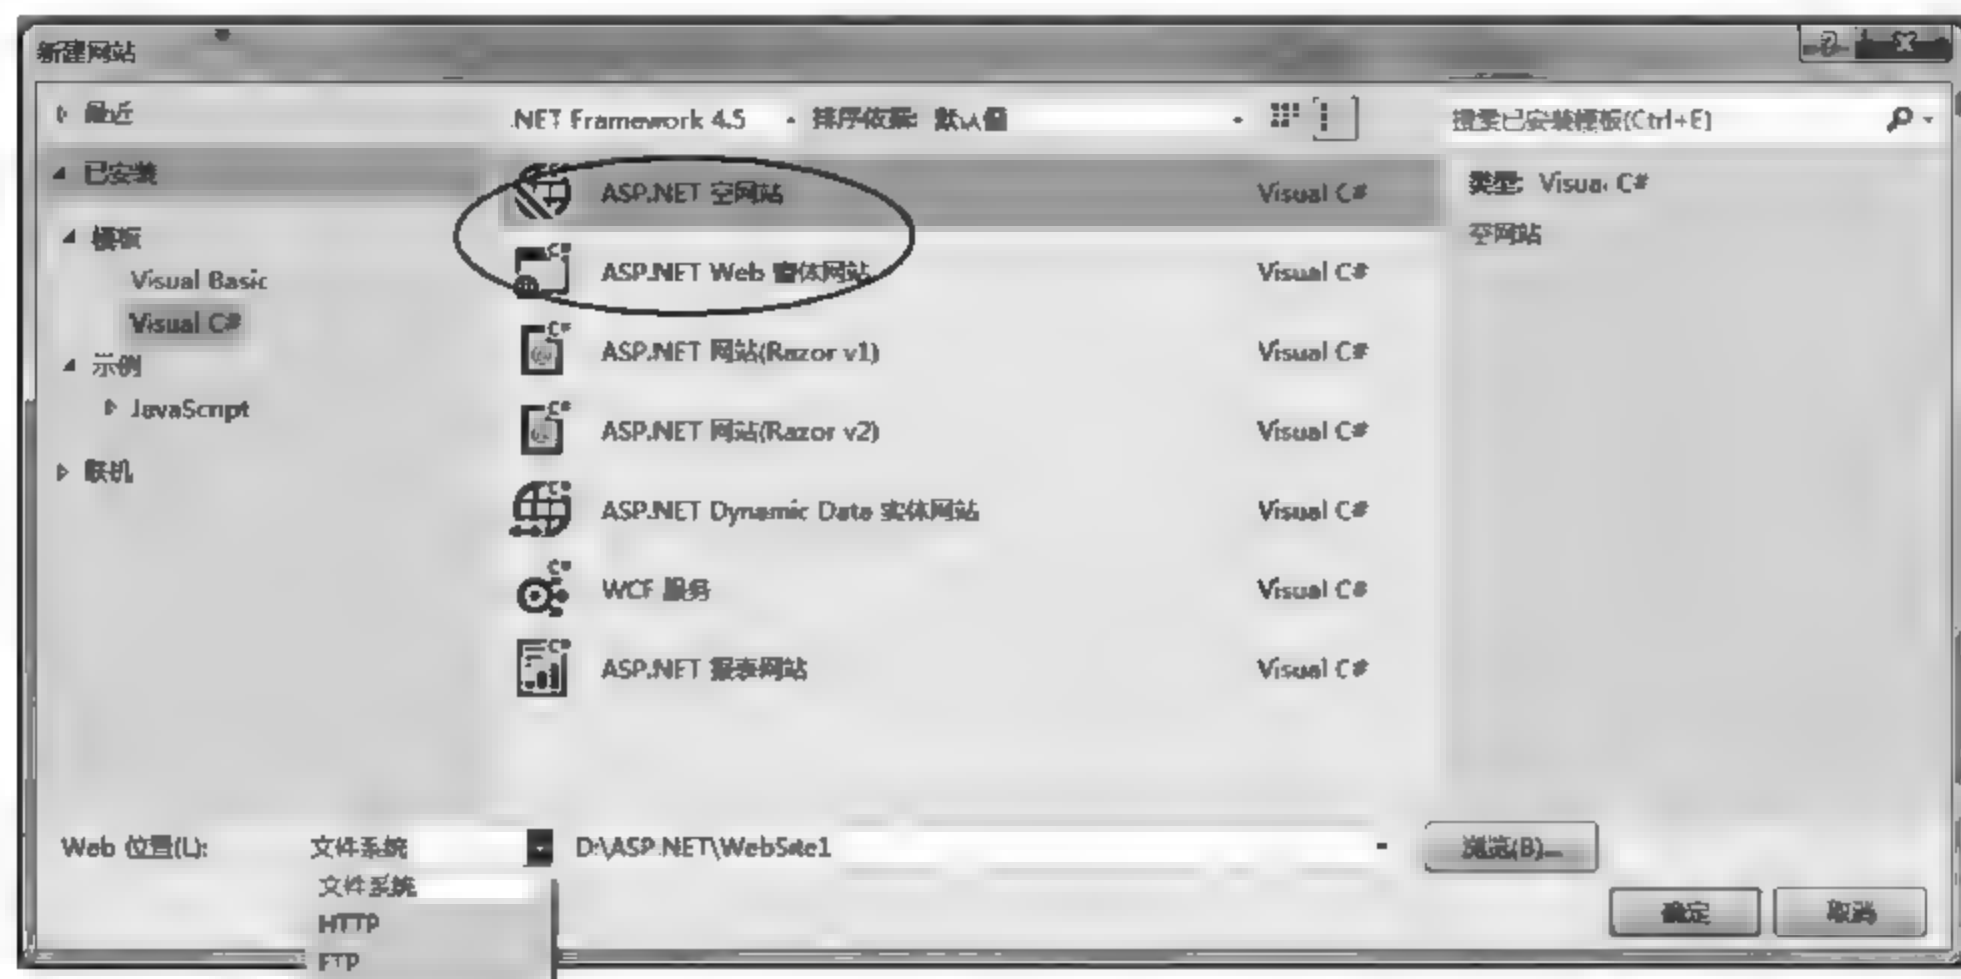 新建网站
最近
.NET Framework 4.5 排序依据: 默认值
搜索已安装模板(Ctrl+E)
已安装
模板
Visual Basic
Visual C#
示例
JavaScript
联机
ASP.NET 空网站 Visual C#
ASP.NET Web 窗体网站 Visual C#
ASP.NET 网站(Razor v1) Visual C#
ASP.NET 网站(Razor v2) Visual C#
ASP.NET Dynamic Data 实体网站 Visual C#
WCF 服务 Visual C#
ASP.NET 报表网站 Visual C#
类型: Visual C#
空网站
Web 位置(L): 文件系统 D:\ASP.NET\WebSite1 浏览(B)...
文件系统
HTTP
FTP
确定 取消